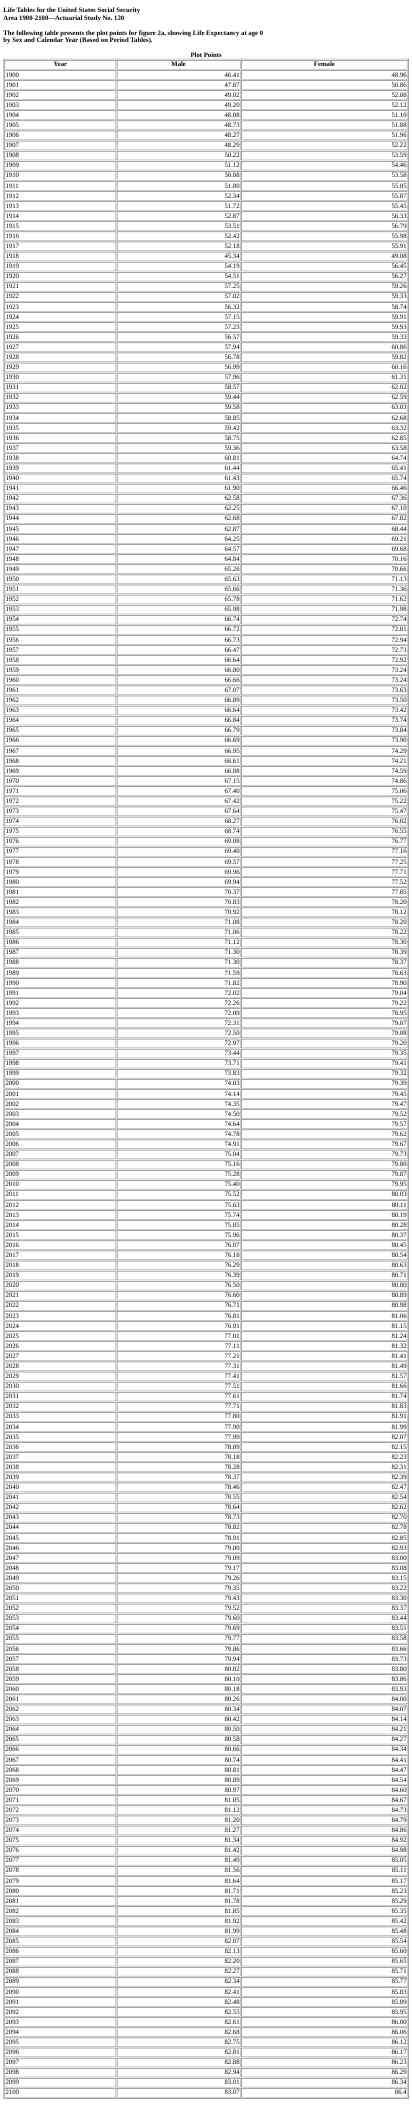 Life Tables for the United States Social Security
Area 1900-2100—Actuarial Study No. 120
The following table presents the plot points for figure 2a, showing Life Expectancy at age 0
by Sex and Calendar Year (Based on Period Tables).
Plot Points
Year Male Female
1900 46.41 48.96
1901 47.87 50.86
1902 49.02 52.08
1903 49.20 52.12
1904 48.08 51.10
1905 48.73 51.88
1906 48.27 51.96
1907 48.29 52.22
1908 50.22 53.59
1909 51.12 54.46
1910 50.08 53.58
1911 51.80 55.05
1912 52.34 55.87
1913 51.72 55.45
1914 52.87 56.33
1915 53.51 56.79
1916 52.42 55.98
1917 52.18 55.91
1918 45.34 49.08
1919 54.19 56.45
1920 54.51 56.27
1921 57.25 59.26
1922 57.02 59.33
1923 56.32 58.74
1924 57.15 59.91
1925 57.23 59.93
1926 56.57 59.33
1927 57.94 60.86
1928 56.78 59.82
1929 56.99 60.16
1930 57.96 61.31
1931 58.57 62.02
1932 59.44 62.59
1933 59.58 63.03
1934 58.85 62.68
1935 59.42 63.32
1936 58.75 62.85
1937 59.36 63.58
1938 60.81 64.74
1939 61.44 65.41
1940 61.43 65.74
1941 61.90 66.46
1942 62.58 67.36
1943 62.25 67.10
1944 62.68 67.82
1945 62.87 68.44
1946 64.25 69.21
1947 64.57 69.68
1948 64.84 70.16
1949 65.26 70.66
1950 65.63 71.13
1951 65.66 71.36
1952 65.78 71.62
1953 65.98 71.98
1954 66.74 72.74
1955 66.72 72.81
1956 66.73 72.94
1957 66.47 72.73
1958 66.64 72.92
1959 66.80 73.24
1960 66.66 73.24
1961 67.07 73.63
1962 66.89 73.50
1963 66.64 73.42
1964 66.84 73.74
1965 66.79 73.84
1966 66.69 73.90
1967 66.95 74.29
1968 66.61 74.21
1969 66.88 74.59
1970 67.15 74.86
1971 67.40 75.06
1972 67.42 75.22
1973 67.64 75.47
1974 68.27 76.02
1975 68.74 76.55
1976 69.08 76.77
1977 69.40 77.16
1978 69.57 77.25
1979 69.96 77.71
1980 69.94 77.52
1981 70.37 77.85
1982 70.83 78.20
1983 70.92 78.12
1984 71.08 78.20
1985 71.06 78.22
1986 71.12 78.30
1987 71.30 78.39
1988 71.30 78.37
1989 71.59 78.63
1990 71.82 78.90
1991 72.02 79.04
1992 72.26 79.22
1993 72.09 78.95
1994 72.31 79.07
1995 72.50 79.08
1996 72.97 79.20
1997 73.44 79.35
1998 73.71 79.41
1999 73.83 79.32
2000 74.03 79.39
2001 74.14 79.45
2002 74.35 79.47
2003 74.50 79.52
2004 74.64 79.57
2005 74.78 79.62
2006 74.91 79.67
2007 75.04 79.73
2008 75.16 79.80
2009 75.28 79.87
2010 75.40 79.95
2011 75.52 80.03
2012 75.63 80.11
2013 75.74 80.19
2014 75.85 80.28
2015 75.96 80.37
2016 76.07 80.45
2017 76.18 80.54
2018 76.29 80.63
2019 76.39 80.71
2020 76.50 80.80
2021 76.60 80.89
2022 76.71 80.98
2023 76.81 81.06
2024 76.91 81.15
2025 77.01 81.24
2026 77.11 81.32
2027 77.21 81.41
2028 77.31 81.49
2029 77.41 81.57
2030 77.51 81.66
2031 77.61 81.74
2032 77.71 81.83
2033 77.80 81.91
2034 77.90 81.99
2035 77.99 82.07
2036 78.09 82.15
2037 78.18 82.23
2038 78.28 82.31
2039 78.37 82.39
2040 78.46 82.47
2041 78.55 82.54
2042 78.64 82.62
2043 78.73 82.70
2044 78.82 82.78
2045 78.91 82.85
2046 79.00 82.93
2047 79.09 83.00
2048 79.17 83.08
2049 79.26 83.15
2050 79.35 83.22
2051 79.43 83.30
2052 79.52 83.37
2053 79.60 83.44
2054 79.69 83.51
2055 79.77 83.58
2056 79.86 83.66
2057 79.94 83.73
2058 80.02 83.80
2059 80.10 83.86
2060 80.18 83.93
2061 80.26 84.00
2062 80.34 84.07
2063 80.42 84.14
2064 80.50 84.21
2065 80.58 84.27
2066 80.66 84.34
2067 80.74 84.41
2068 80.81 84.47
2069 80.89 84.54
2070 80.97 84.60
2071 81.05 84.67
2072 81.12 84.73
2073 81.20 84.79
2074 81.27 84.86
2075 81.34 84.92
2076 81.42 84.98
2077 81.49 85.05
2078 81.56 85.11
2079 81.64 85.17
2080 81.71 85.23
2081 81.78 85.29
2082 81.85 85.35
2083 81.92 85.42
2084 81.99 85.48
2085 82.07 85.54
2086 82.13 85.60
2087 82.20 85.65
2088 82.27 85.71
2089 82.34 85.77
2090 82.41 85.83
2091 82.48 85.89
2092 82.55 85.95
2093 82.61 86.00
2094 82.68 86.06
2095 82.75 86.12
2096 82.81 86.17
2097 82.88 86.23
2098 82.94 86.29
2099 83.01 86.34
2100 83.07 86.4